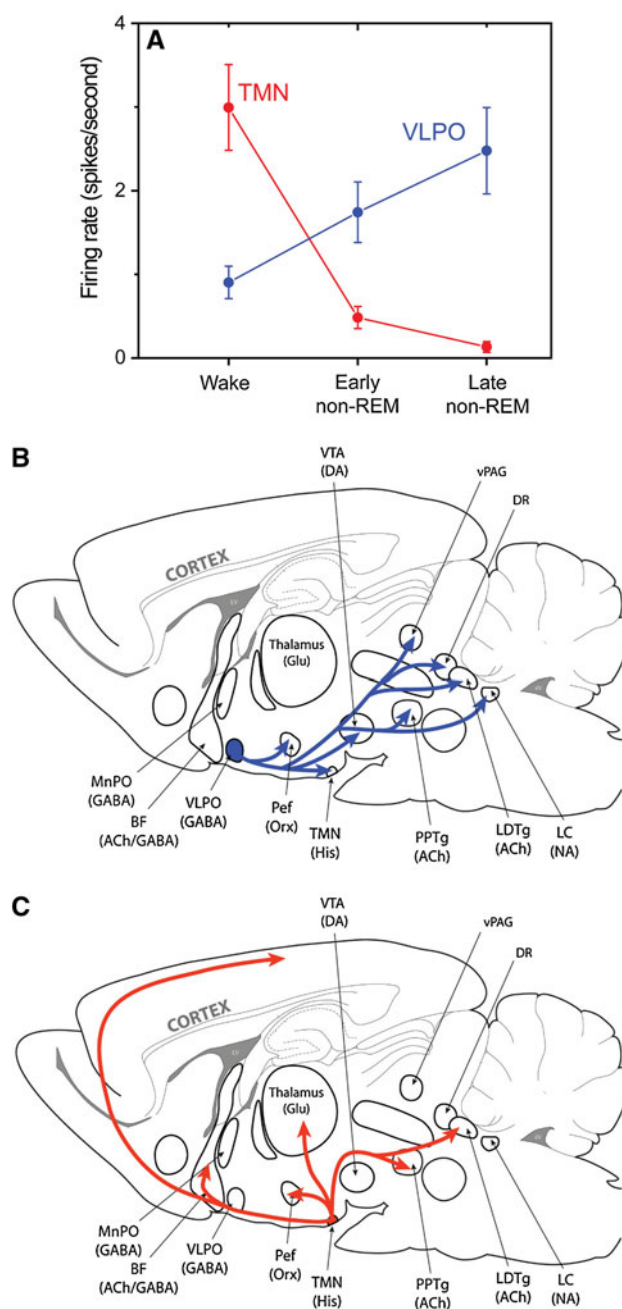 A
4
2
0
Firing rate (spikes/second)
TMN
VLPO
Wake
Early
non-REM
Late
non-REM
B
VTA
(DA)
vPAG
DR
CORTEX
Thalamus
(Glu)
MnPO
(GABA)
BF
(ACh/GABA)
VLPO
(GABA)
Pef
(Orx)
TMN
(His)
PPTg
(ACh)
LDTg
(ACh)
LC
(NA)
C
VTA
(DA)
vPAG
DR
CORTEX
Thalamus
(Glu)
MnPO
(GABA)
BF
(ACh/GABA)
VLPO
(GABA)
Pef
(Orx)
TMN
(His)
PPTg
(ACh)
LDTg
(ACh)
LC
(NA)